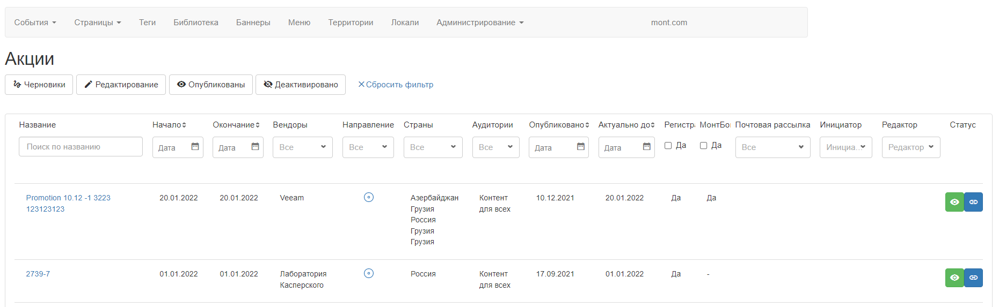 События Страницы Теги Библиотека Баннеры Меню Территории Локали Администрирование mont.com
Акции
Черновики Редактирование Опубликованы Деактивировано Сбросить фильтр
Название Начало Окончание Вендоры Направление Страны Аудитории Опубликовано Актуально до Регистра МонтБо Почтовая рассылка Инициатор Редактор Статус
Поиск по названию Дата Дата Все Все Все Все Дата Дата Да Да Все Инициа... Редактор
Promotion 10.12 -1 3223 20.01.2022 20.01.2022 Veeam Азербайджан Контент 10.12.2021 20.01.2022 Да Да
123123123 Грузия для всех
Россия
Грузия
Грузия
2739-7 01.01.2022 01.01.2022 Лаборатория Россия Контент 17.09.2021 01.01.2022 Да -
Касперского для всех